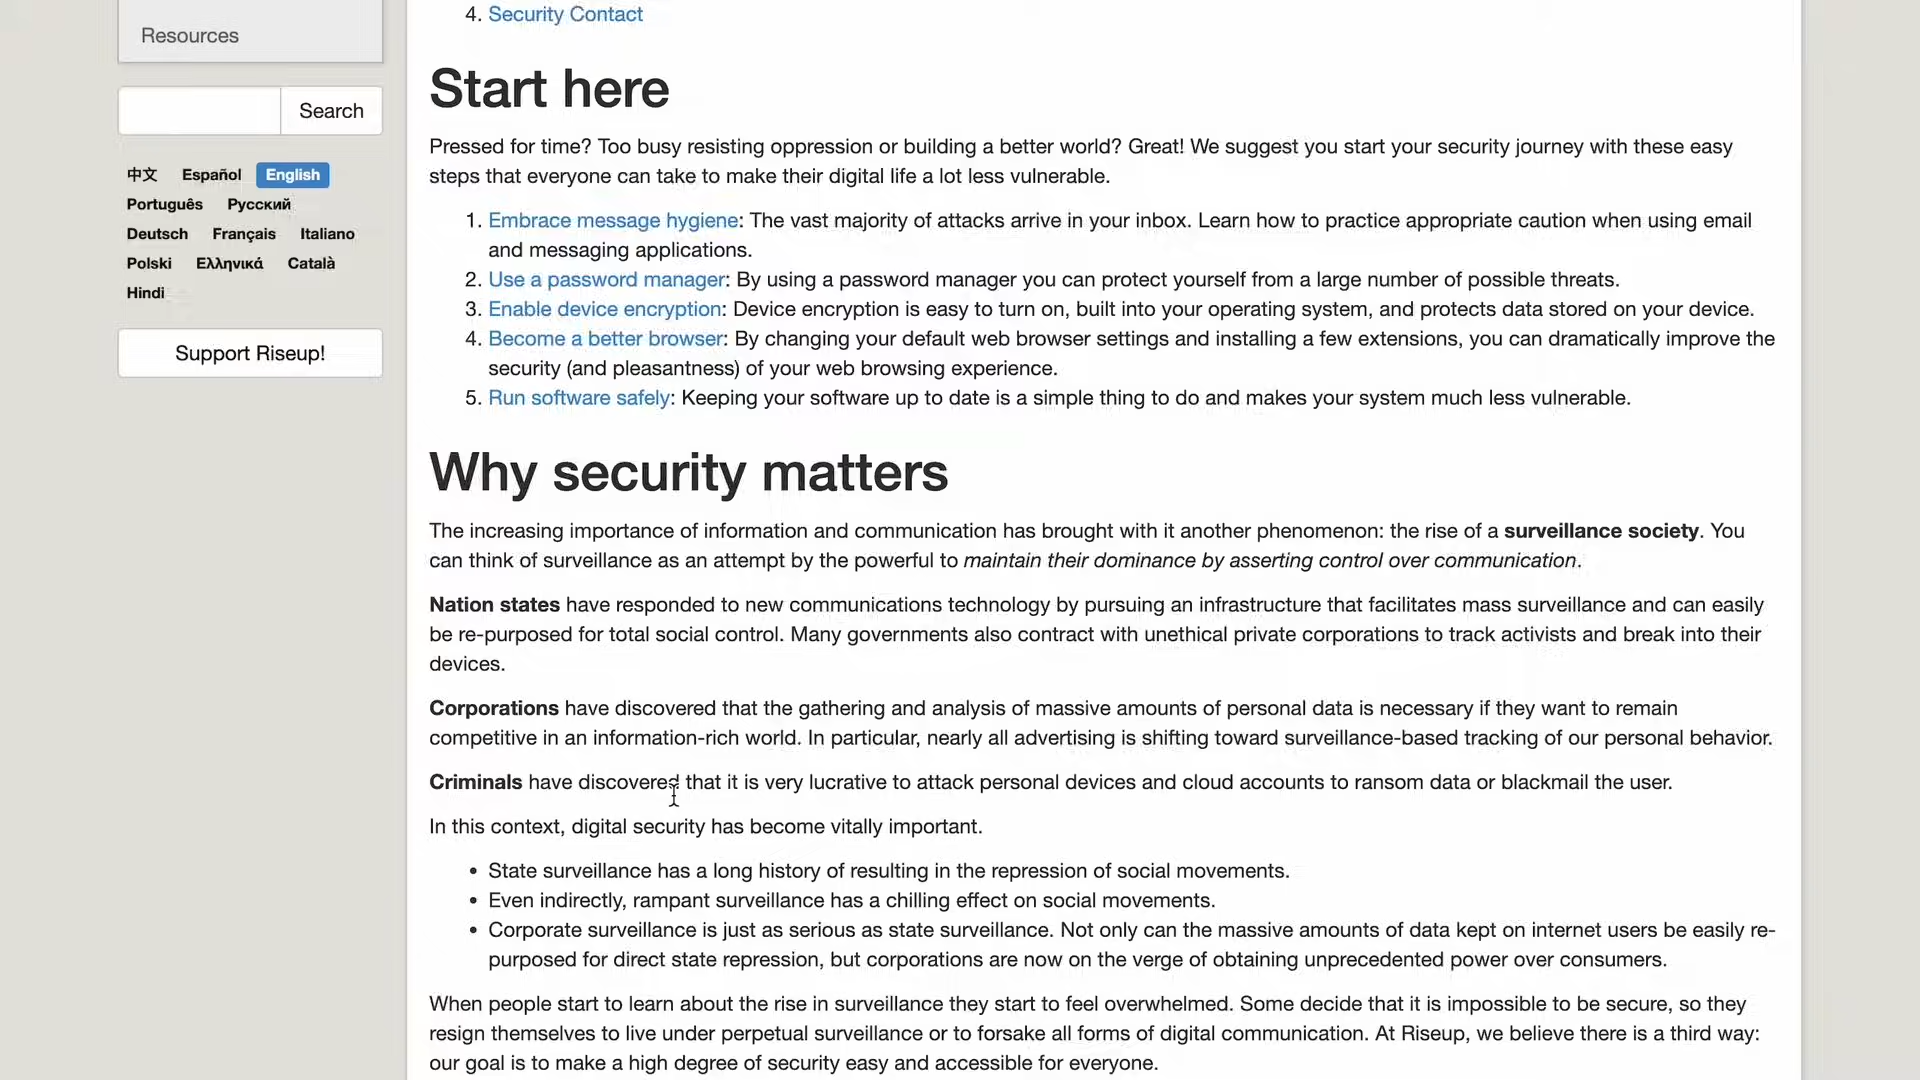 Resources
Search
中文 Español English
Português Русский
Deutsch Français Italiano
Polski Ελληνικά Català
Hindi
Support Riseup!
4. Security Contact
Start here
Pressed for time? Too busy resisting oppression or building a better world? Great! We suggest you start your security journey with these easy
steps that everyone can take to make their digital life a lot less vulnerable.
1. Embrace message hygiene: The vast majority of attacks arrive in your inbox. Learn how to practice appropriate caution when using email
and messaging applications.
2. Use a password manager: By using a password manager you can protect yourself from a large number of possible threats.
3. Enable device encryption: Device encryption is easy to turn on, built into your operating system, and protects data stored on your device.
4. Become a better browser: By changing your default web browser settings and installing a few extensions, you can dramatically improve the
security (and pleasantness) of your web browsing experience.
5. Run software safely: Keeping your software up to date is a simple thing to do and makes your system much less vulnerable.
Why security matters
The increasing importance of information and communication has brought with it another phenomenon: the rise of a surveillance society. You
can think of surveillance as an attempt by the powerful to maintain their dominance by asserting control over communication.
Nation states have responded to new communications technology by pursuing an infrastructure that facilitates mass surveillance and can easily
be re-purposed for total social control. Many governments also contract with unethical private corporations to track activists and break into their
devices.
Corporations have discovered that the gathering and analysis of massive amounts of personal data is necessary if they want to remain
competitive in an information-rich world. In particular, nearly all advertising is shifting toward surveillance-based tracking of our personal behavior.
Criminals have discovered that it is very lucrative to attack personal devices and cloud accounts to ransom data or blackmail the user.
In this context, digital security has become vitally important.
• State surveillance has a long history of resulting in the repression of social movements.
• Even indirectly, rampant surveillance has a chilling effect on social movements.
• Corporate surveillance is just as serious as state surveillance. Not only can the massive amounts of data kept on internet users be easily re-
purposed for direct state repression, but corporations are now on the verge of obtaining unprecedented power over consumers.
When people start to learn about the rise in surveillance they start to feel overwhelmed. Some decide that it is impossible to be secure, so they
resign themselves to live under perpetual surveillance or to forsake all forms of digital communication. At Riseup, we believe there is a third way:
our goal is to make a high degree of security easy and accessible for everyone.